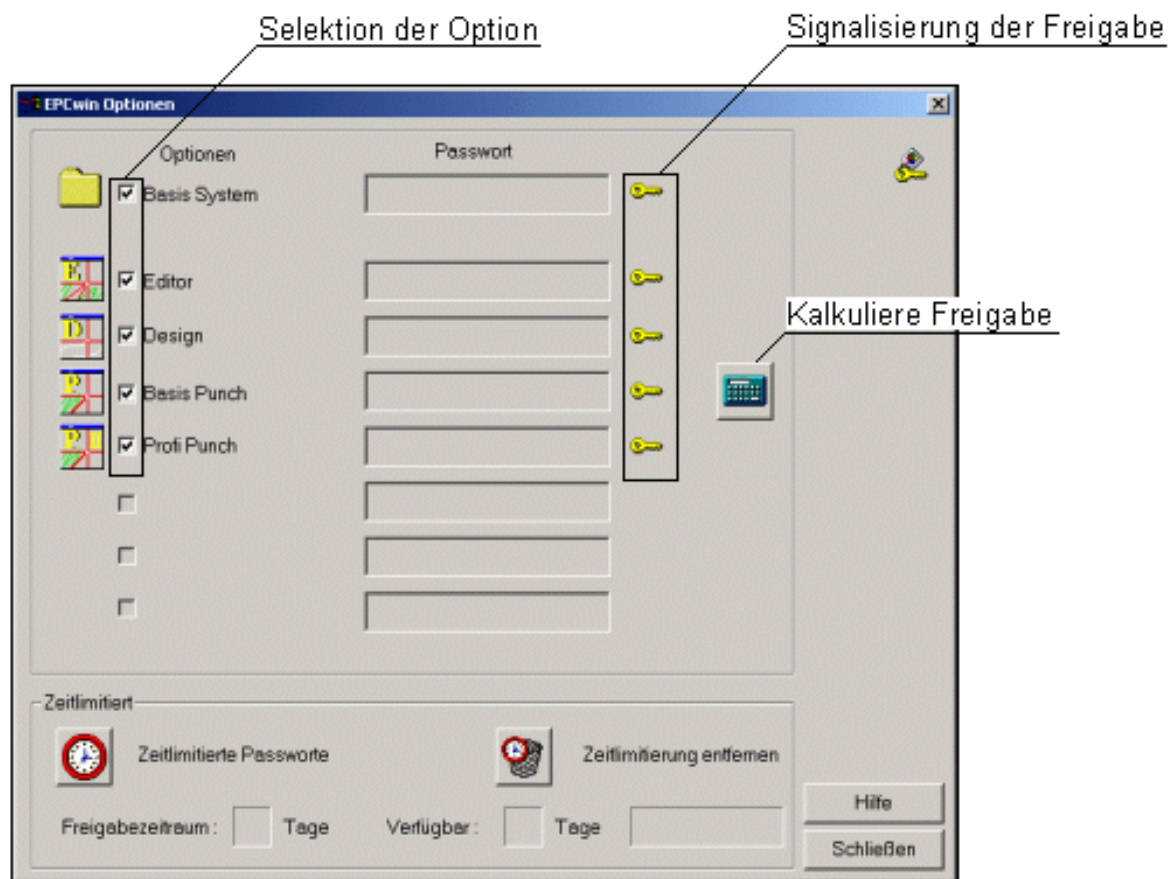 Selektion der Option
Signalisierung der Freigabe
EPCwin Optionen
Optionen
Passwort
Basis System
Editor
Design
Kalkuliere Freigabe
Basis Punch
Profi Punch
Zeitlimitiert
Zeitlimitierte Passworte
Zeitlimitierung entfernen
Freigabezeitraum : Tage Verfügbar : Tage
Hilfe
Schließen